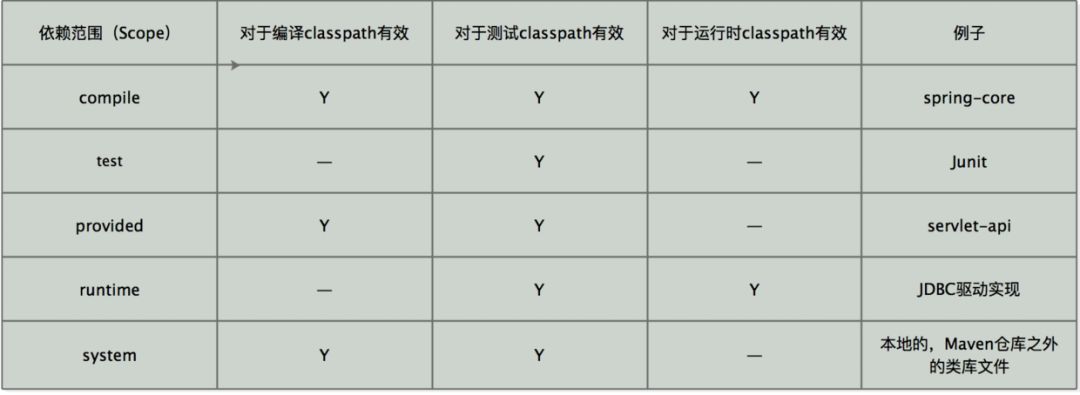 依赖范围（Scope） 对于编译classpath有效 对于测试classpath有效 对于运行时classpath有效 例子
compile Y Y Y spring-core
test — Y — Junit
provided Y Y — servlet-api
runtime — Y Y JDBC驱动实现
system Y Y — 本地的，Maven仓库之外
的类库文件